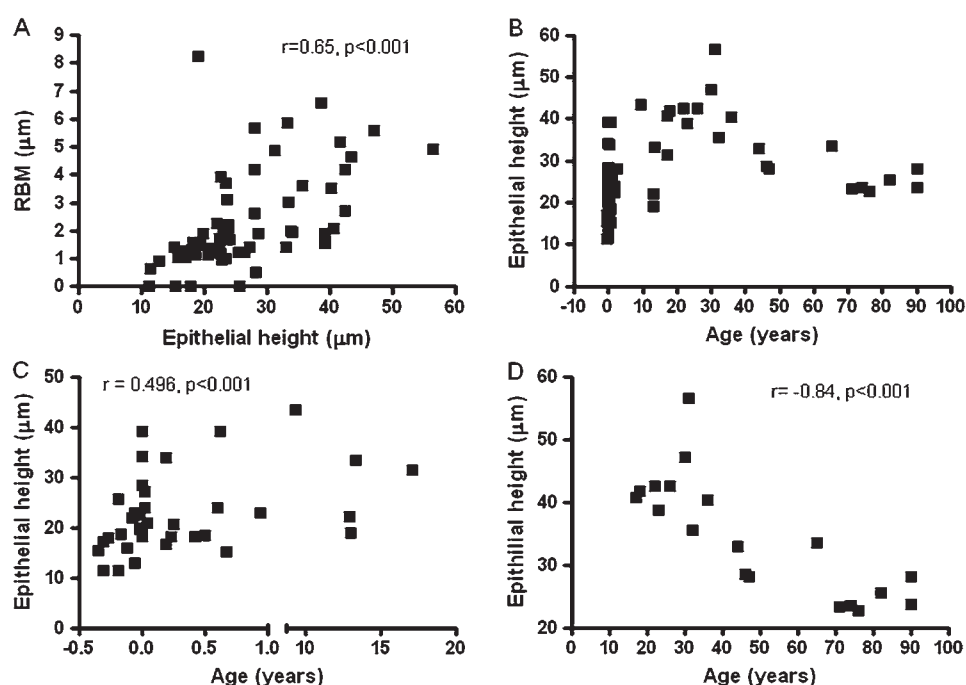 A
r=0.65, p<0.001
9
8
7
6
5
4
3
2
1
0
RBM (μm)
0 10 20 30 40 50 60
Epithelial height (μm)
B
60
50
40
30
20
10
0
Epithelial height (μm)
-10 0 10 20 30 40 50 60 70 80 90 100
Age (years)
C
r = 0.496, p<0.001
50
40
30
20
10
0
Epithelial height (μm)
-0.5 0.0 0.5 1.0 10 15 20
Age (years)
D
r= -0.84, p<0.001
60
50
40
30
20
Epithilial height (μm)
0 10 20 30 40 50 60 70 80 90 100
Age (years)